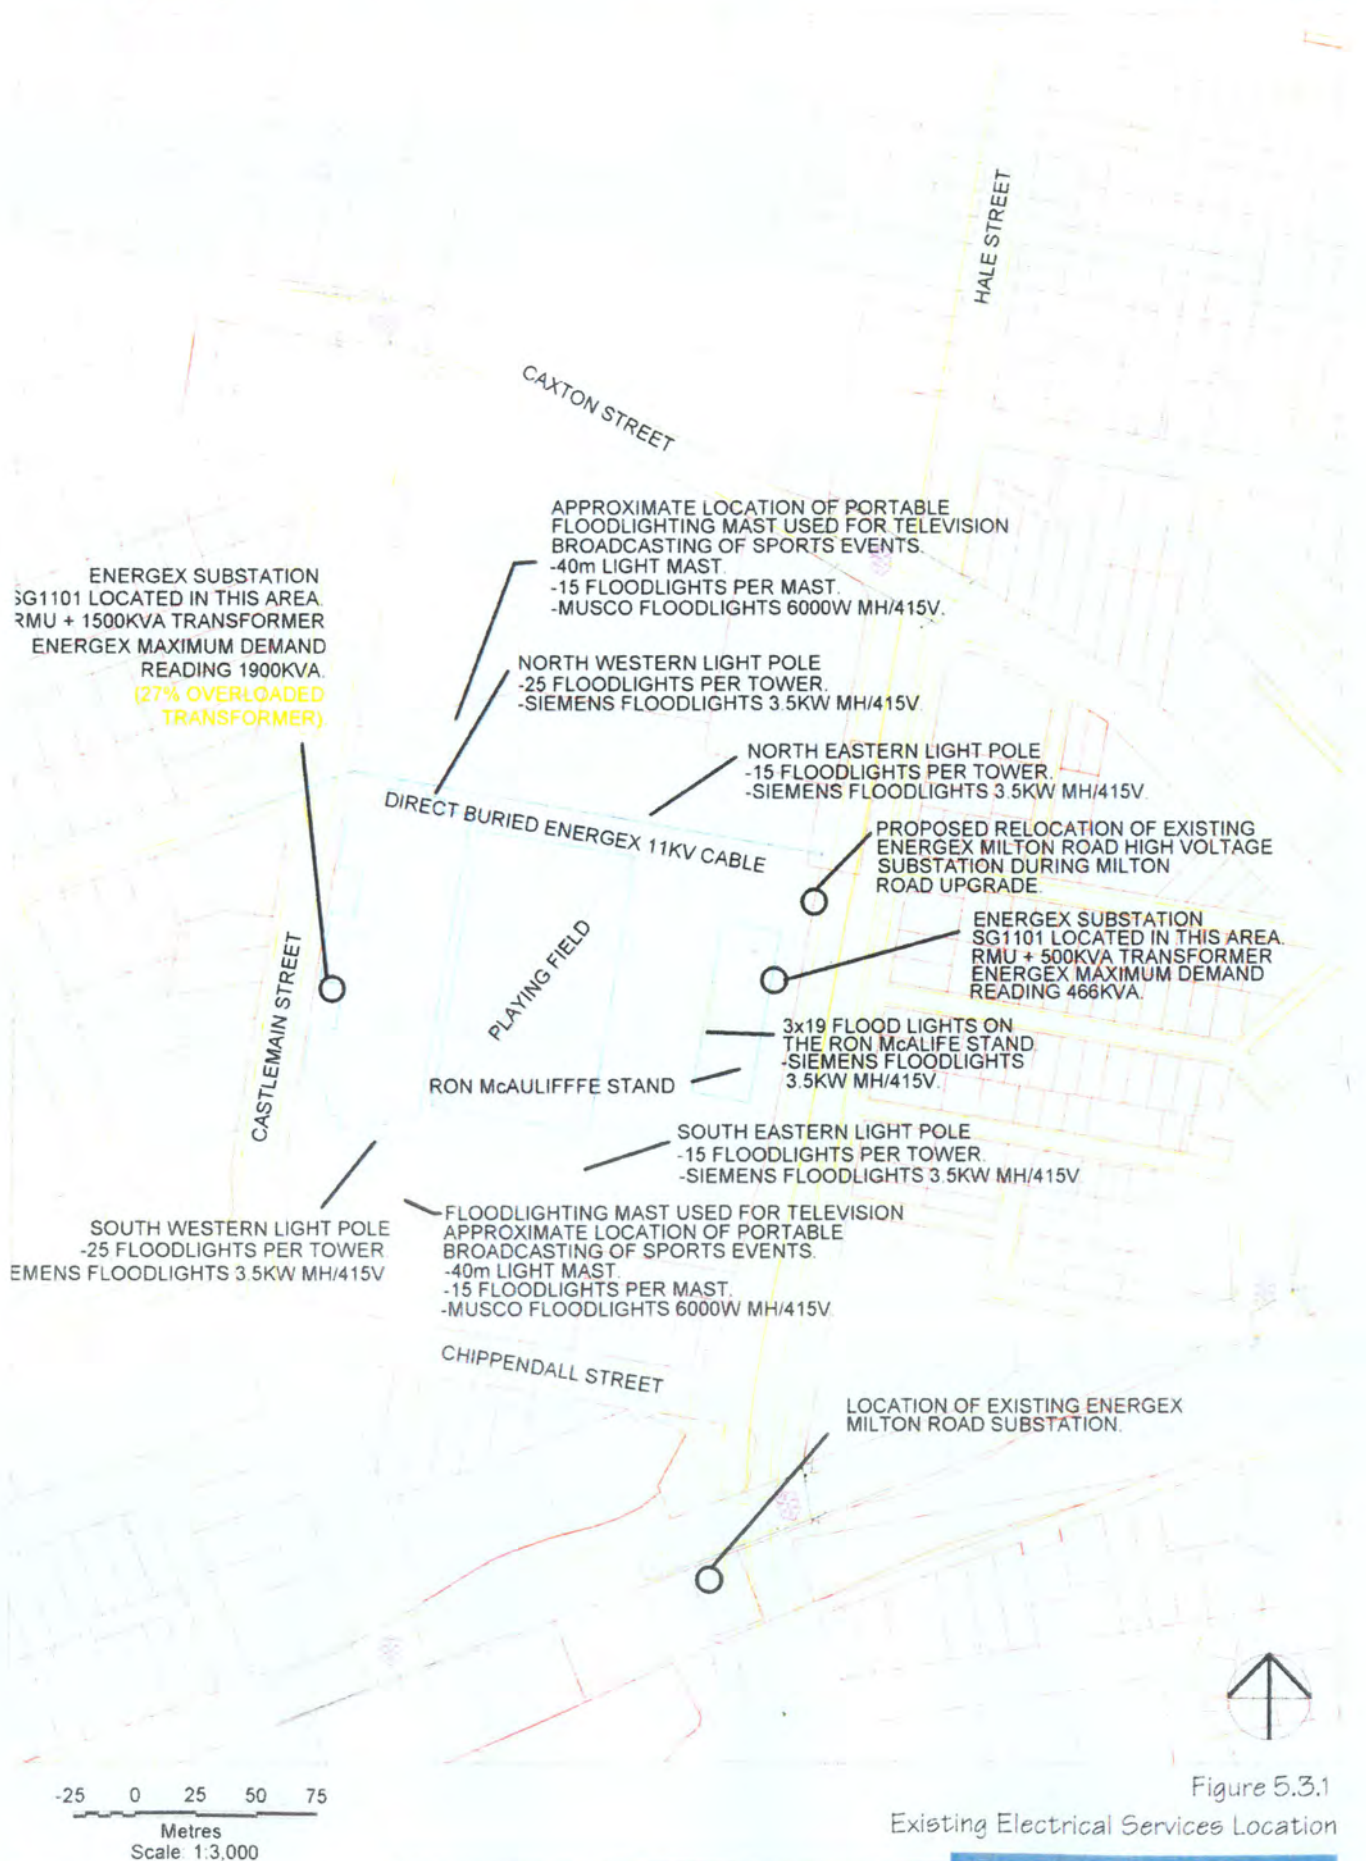 HALE STREET
CAXTON STREET
APPROXIMATE LOCATION OF PORTABLE
FLOODLIGHTING MAST USED FOR TELEVISION
BROADCASTING OF SPORTS EVENTS.
-40m LIGHT MAST.
-15 FLOODLIGHTS PER MAST.
-MUSCO FLOODLIGHTS 6000W MH/415V.
ENERGEX SUBSTATION
SG1101 LOCATED IN THIS AREA.
RMU + 1500KVA TRANSFORMER
ENERGEX MAXIMUM DEMAND
READING 1900KVA.
(27% OVERLOADED
TRANSFORMER)
NORTH WESTERN LIGHT POLE
-25 FLOODLIGHTS PER TOWER.
-SIEMENS FLOODLIGHTS 3.5KW MH/415V.
NORTH EASTERN LIGHT POLE
-15 FLOODLIGHTS PER TOWER.
-SIEMENS FLOODLIGHTS 3.5KW MH/415V.
DIRECT BURIED ENERGEX 11KV CABLE
PROPOSED RELOCATION OF EXISTING
ENERGEX MILTON ROAD HIGH VOLTAGE
SUBSTATION DURING MILTON
ROAD UPGRADE.
ENERGEX SUBSTATION
SG1101 LOCATED IN THIS AREA.
RMU + 500KVA TRANSFORMER
ENERGEX MAXIMUM DEMAND
READING 466KVA.
PLAYING FIELD
CASTLEMAIN STREET
3x19 FLOOD LIGHTS ON
THE RON McALIFE STAND.
-SIEMENS FLOODLIGHTS
3.5KW MH/415V.
RON McAULIFFFE STAND
SOUTH EASTERN LIGHT POLE
-15 FLOODLIGHTS PER TOWER.
-SIEMENS FLOODLIGHTS 3.5KW MH/415V.
SOUTH WESTERN LIGHT POLE
-25 FLOODLIGHTS PER TOWER.
EMENS FLOODLIGHTS 3.5KW MH/415V
FLOODLIGHTING MAST USED FOR TELEVISION
APPROXIMATE LOCATION OF PORTABLE
BROADCASTING OF SPORTS EVENTS.
-40m LIGHT MAST.
-15 FLOODLIGHTS PER MAST.
-MUSCO FLOODLIGHTS 6000W MH/415V.
CHIPPENDALL STREET
LOCATION OF EXISTING ENERGEX
MILTON ROAD SUBSTATION.
-25 0 25 50 75
Metres
Scale: 1:3,000
Figure 5.3.1
Existing Electrical Services Location